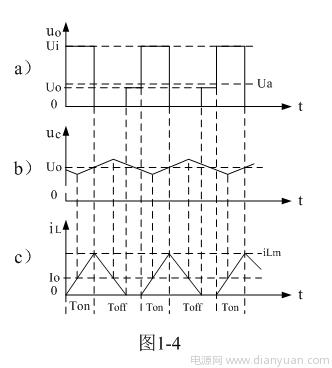 uo
Ui
a）
Uo
Ua
0
t
uc
b）
Uo
0
t
iL
c）
iLm
Io
0
Ton
Toff
Ton
Toff
Ton
t
图1-4
电源网 www.dianyuan.com